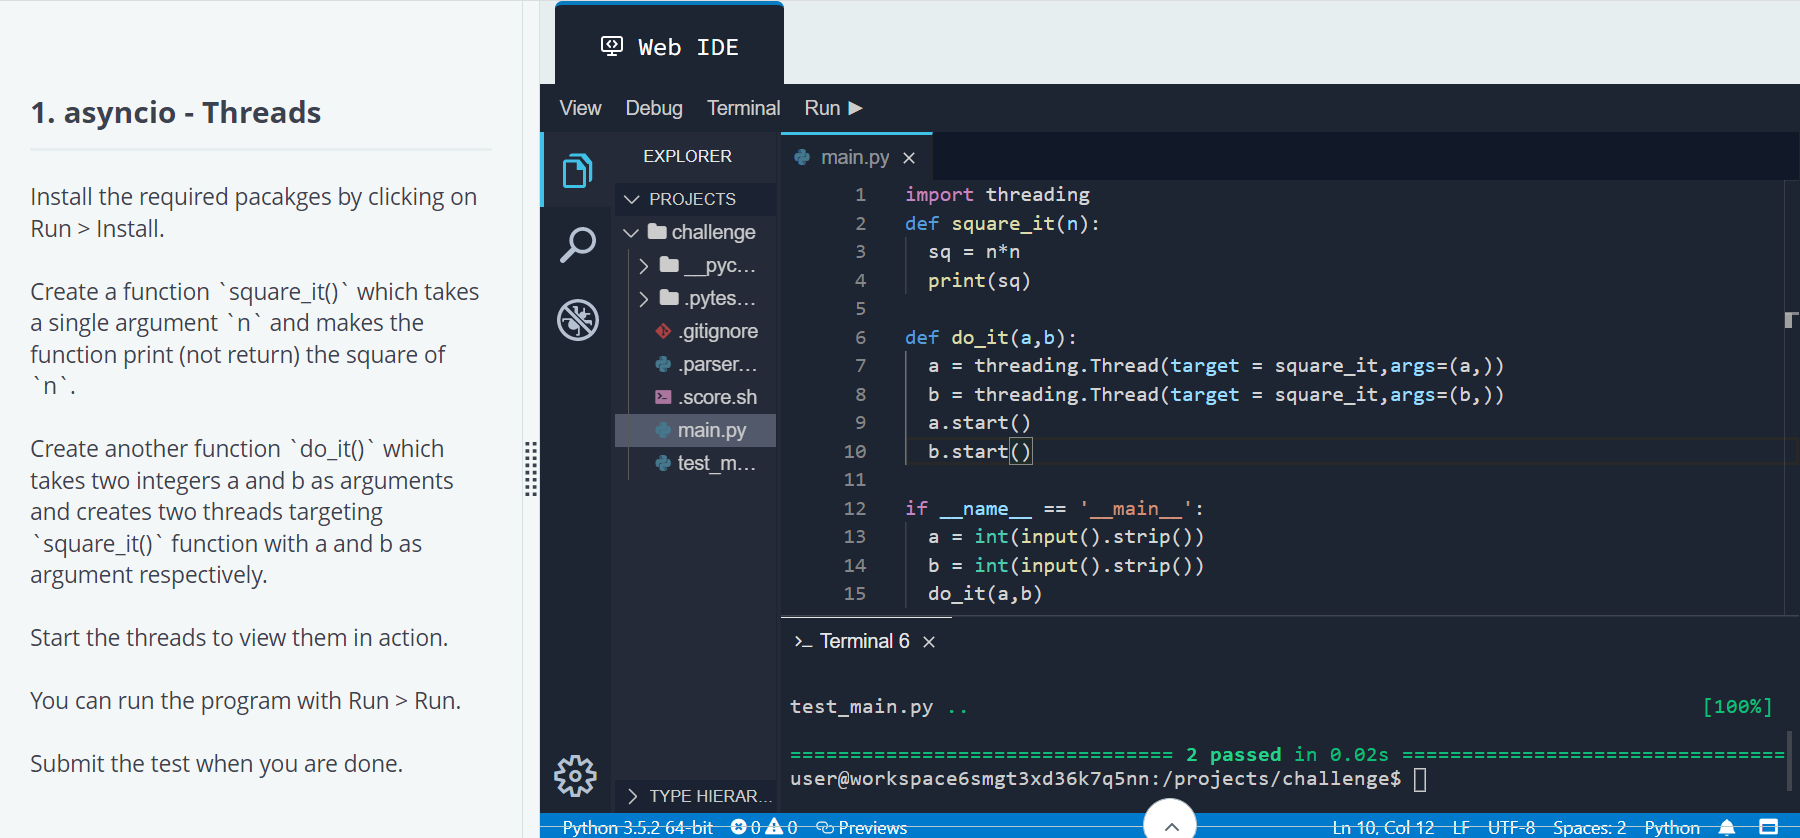 Web IDE
1. asyncio - Threads
Install the required pacakges by clicking on
Run > Install.
Create a function `square_it()` which takes
a single argument `n` and makes the
function print (not return) the square of
`n`.
Create another function `do_it()` which
takes two integers a and b as arguments
and creates two threads targeting
`square_it()` function with a and b as
argument respectively.
Start the threads to view them in action.
You can run the program with Run > Run.
Submit the test when you are done.
View Debug Terminal Run ▶
EXPLORER
PROJECTS
challenge
__pyc...
.pytes...
.gitignore
.parser...
.score.sh
main.py
test_m...
TYPE HIERAR...
main.py ×
1 import threading
2 def square_it(n):
3 sq = n*n
4 print(sq)
5
6 def do_it(a,b):
7 a = threading.Thread(target = square_it,args=(a,))
8 b = threading.Thread(target = square_it,args=(b,))
9 a.start()
10 b.start()
11
12 if __name__ == '__main__':
13 a = int(input().strip())
14 b = int(input().strip())
15 do_it(a,b)
>_ Terminal 6 ×
test_main.py .. [100%]
================================ 2 passed in 0.02s ================================
user@workspace6smgt3xd36k7q5nn:/projects/challenge$
Python 3.5.2 64-bit 0 0 Previews Ln 10, Col 12 LF UTF-8 Spaces: 2 Python